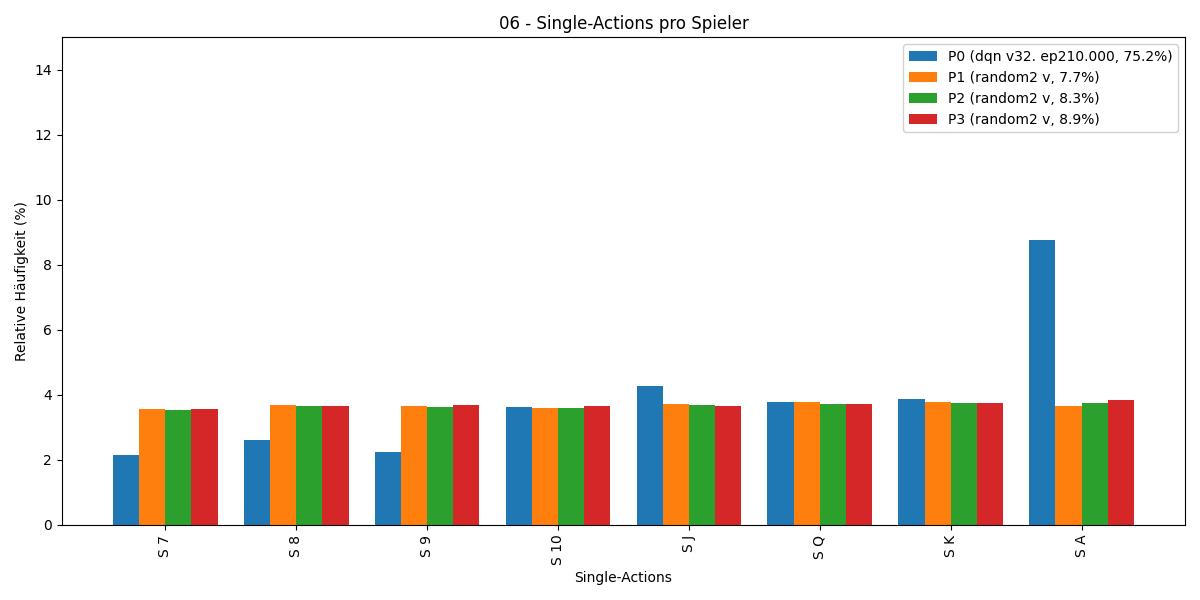 06 - Single-Actions pro Spieler
P0 (dqn v32. ep210.000, 75.2%)
P1 (random2 v, 7.7%)
P2 (random2 v, 8.3%)
P3 (random2 v, 8.9%)
Relative Häufigkeit (%)
14
12
10
8
6
4
2
0
S 7
S 8
S 9
S 10
S J
S Q
S K
S A
Single-Actions